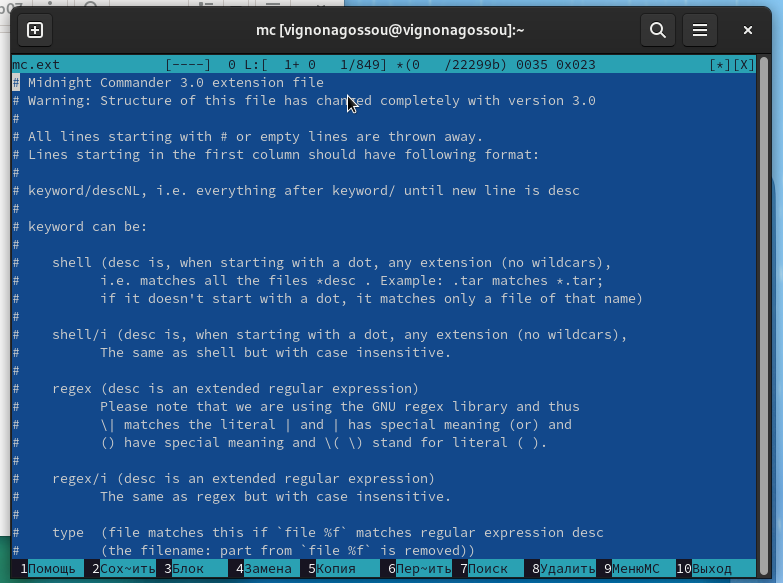 mc [vignonagossou@vignonagossou]:~
mc.ext [----] 0 L:[ 1+ 0 1/849] *(0 /22299b) 0035 0x023 [*][X]
# Midnight Commander 3.0 extension file
# Warning: Structure of this file has changed completely with version 3.0
#
# All lines starting with # or empty lines are thrown away.
# Lines starting in the first column should have following format:
#
# keyword/descNL, i.e. everything after keyword/ until new line is desc
#
# keyword can be:
#
#    shell (desc is, when starting with a dot, any extension (no wildcars),
#          i.e. matches all the files *desc . Example: .tar matches *.tar;
#          if it doesn't start with a dot, it matches only a file of that name)
#
#    shell/i (desc is, when starting with a dot, any extension (no wildcars),
#          The same as shell but with case insensitive.
#
#    regex (desc is an extended regular expression)
#          Please note that we are using the GNU regex library and thus
#          \| matches the literal | and | has special meaning (or) and
#          () have special meaning and \( \) stand for literal ( ).
#
#    regex/i (desc is an extended regular expression)
#          The same as regex but with case insensitive.
#
#    type  (file matches this if `file %f` matches regular expression desc
#          (the filename: part from `file %f` is removed))
1Помощь 2Сох~ить 3Блок 4Замена 5Копия 6Пер~ить 7Поиск 8Удалить 9МенюMC 10Выход